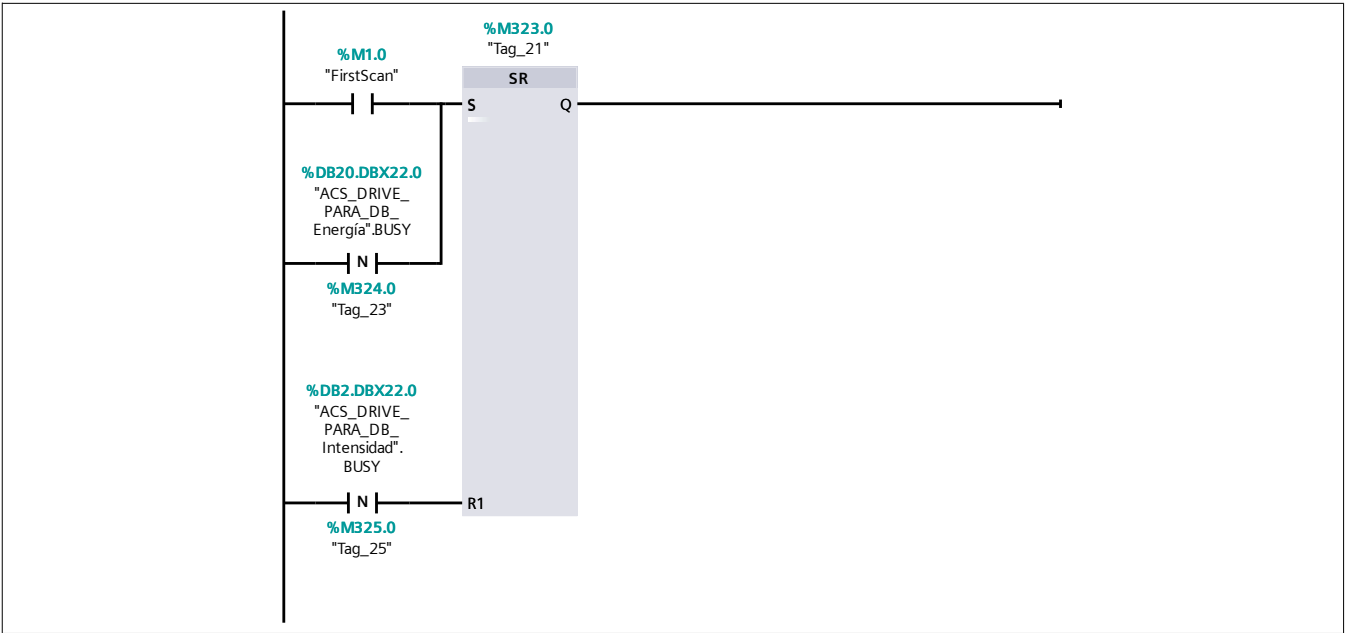 %M323.0
"Tag_21"
%M1.0
"FirstScan"
SR
S
Q
%DB20.DBX22.0
"ACS_DRIVE_
PARA_DB_
Energía".BUSY
N
%M324.0
"Tag_23"
%DB2.DBX22.0
"ACS_DRIVE_
PARA_DB_
Intensidad".
BUSY
N
R1
%M325.0
"Tag_25"